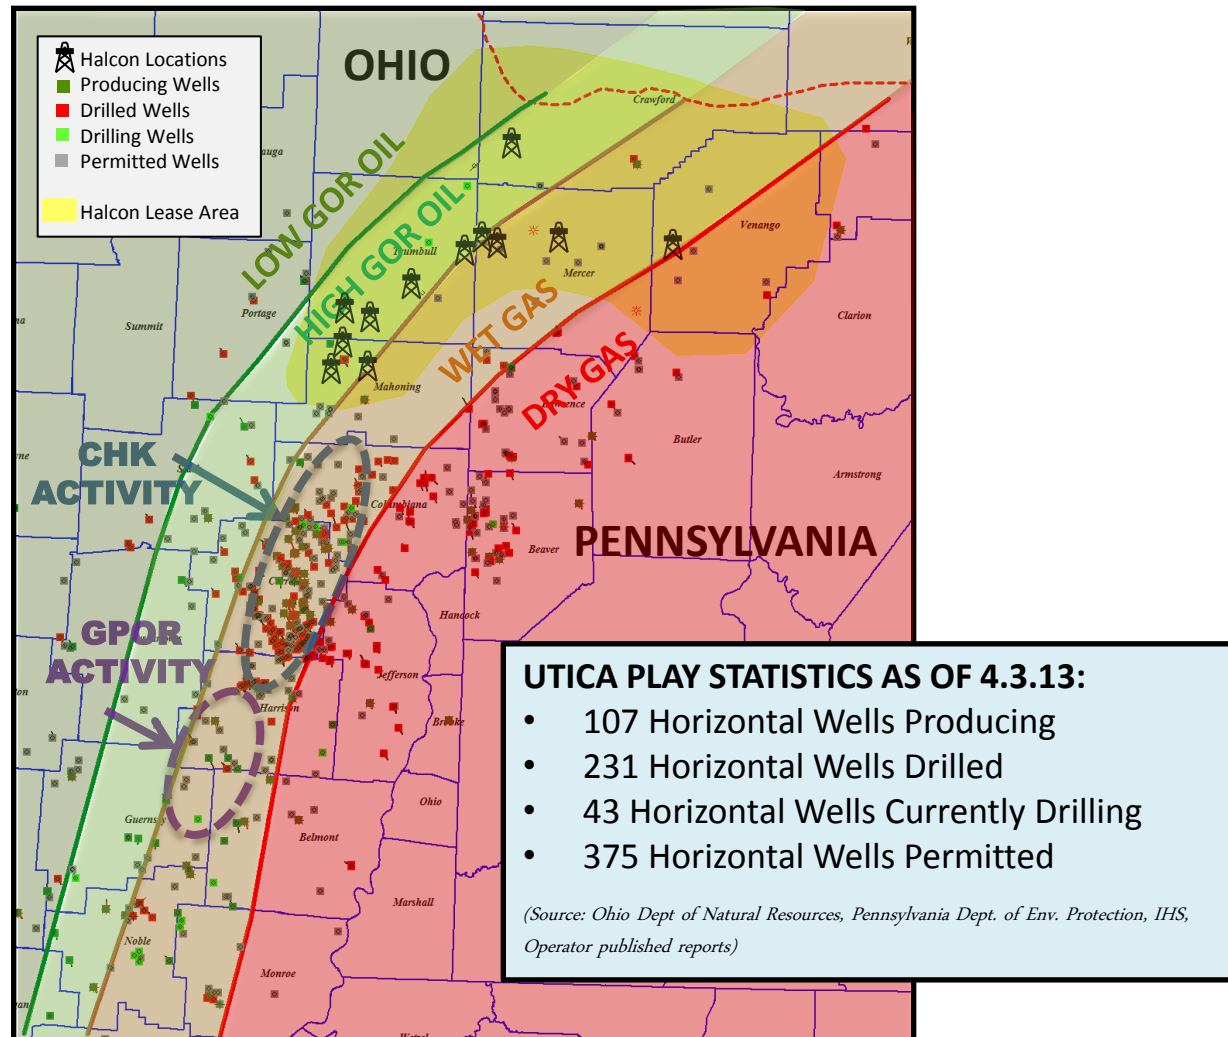 OHIO
Halcon Locations
Producing Wells
Drilled Wells
Drilling Wells
Permitted Wells
Halcon Lease Area
Crawford
auga
LOW GOR OIL
HIGH GOR OIL
WET GAS
DRY GAS
Trumbull
Venango
Mercer
Portage
Summit
Clarion
Mahoning
Butler
CHK
ACTIVITY
Armstrong
Columbiana
PENNSYLVANIA
Beaver
Hancock
GPOR
ACTIVITY
Jefferson
Harrison
Brooke
Ohio
Guernsey
Belmont
Marshall
Noble
Monroe
UTICA PLAY STATISTICS AS OF 4.3.13:
• 107 Horizontal Wells Producing
• 231 Horizontal Wells Drilled
• 43 Horizontal Wells Currently Drilling
• 375 Horizontal Wells Permitted
(Source: Ohio Dept of Natural Resources, Pennsylvania Dept. of Env. Protection, IHS,
Operator published reports)